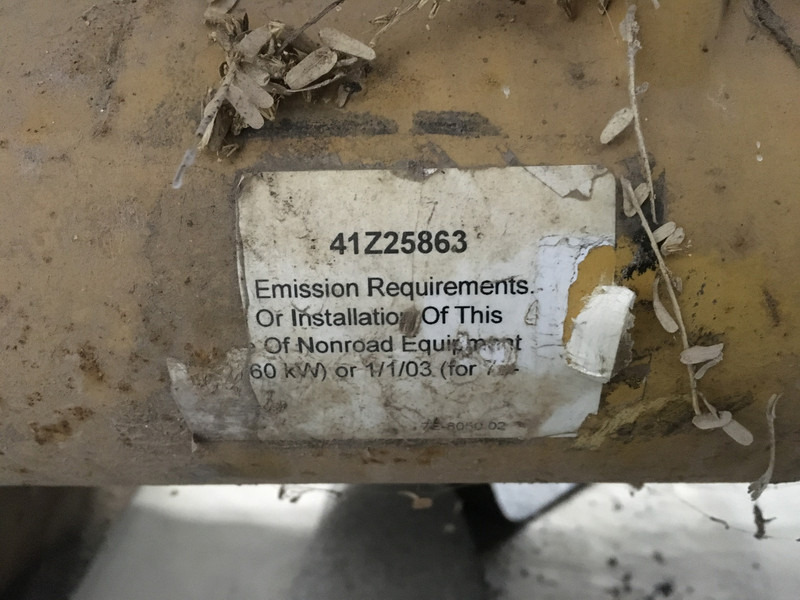 41Z25863
Emission Requirements.
Or Installation Of This
Of Nonroad Equipment
60 kW) or 1/1/03 (for